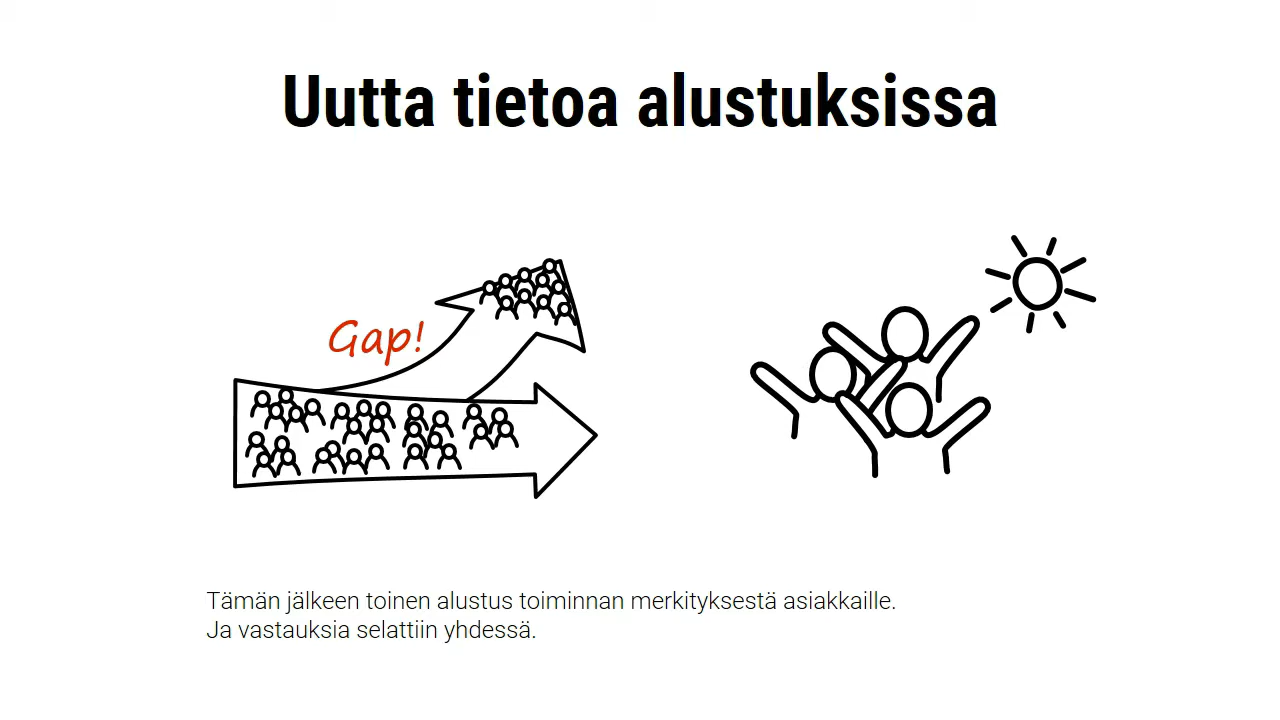 Uutta tietoa alustuksissa
Gap!
Tämän jälkeen toinen alustus toiminnan merkityksestä asiakkaille.
Ja vastauksia selattiin yhdessä.